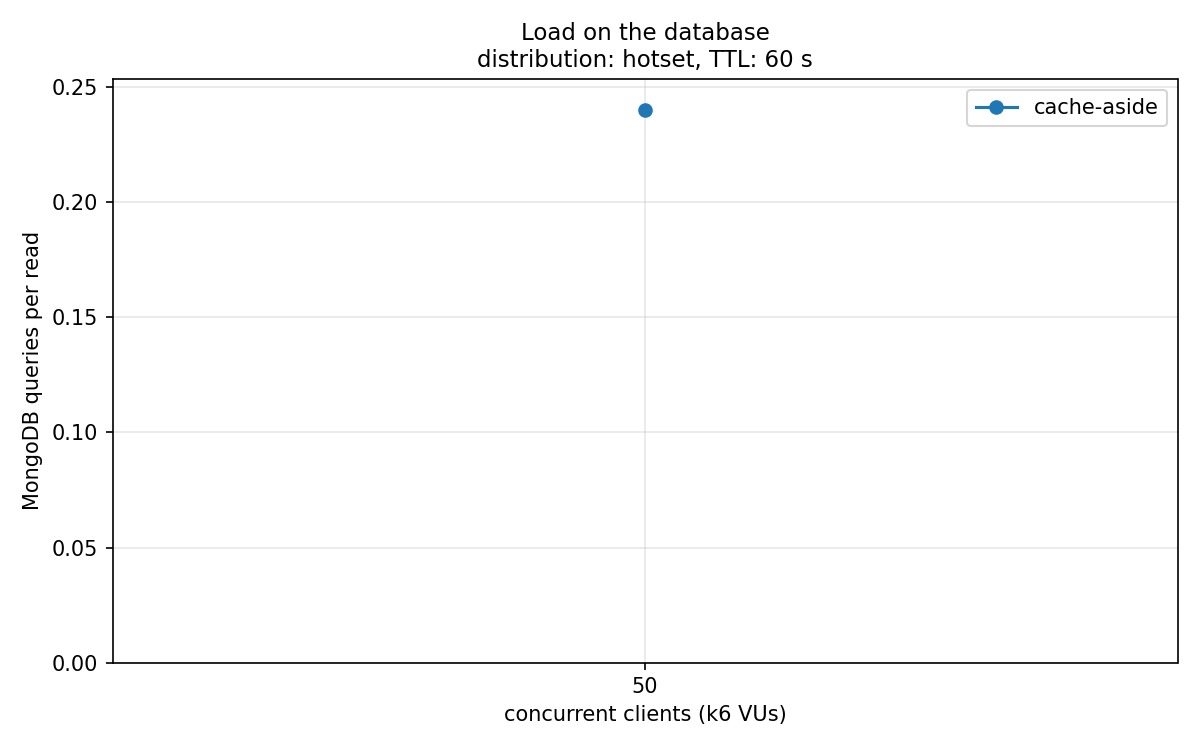 Load on the database
distribution: hotset, TTL: 60 s
cache-aside
MongoDB queries per read
0.25
0.20
0.15
0.10
0.05
0.00
50
concurrent clients (k6 VUs)